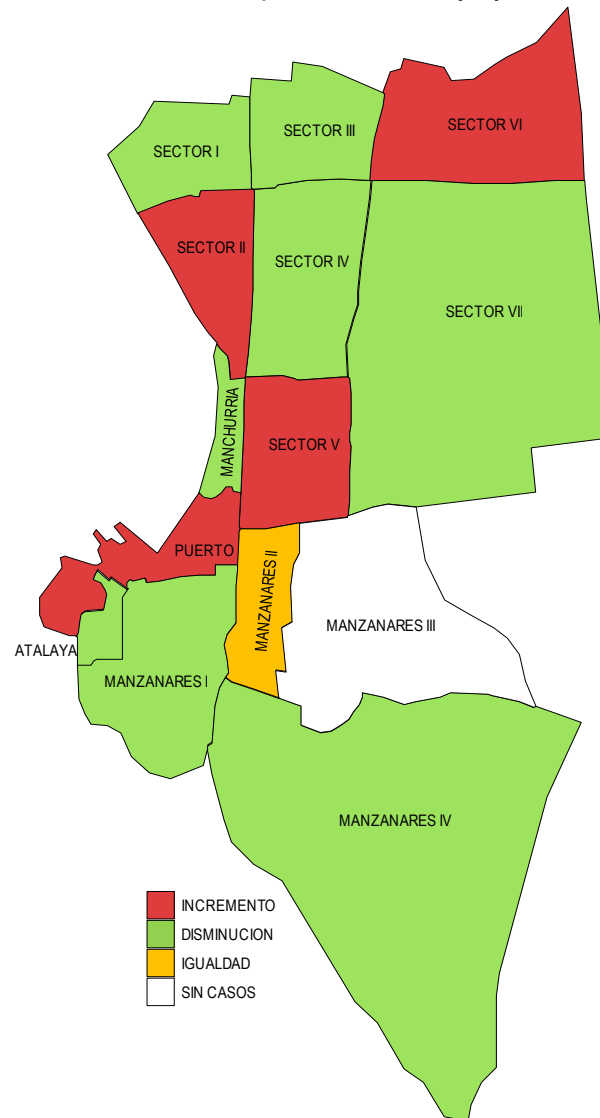 SECTOR VI
SECTOR III
SECTOR I
SECTOR II
SECTOR IV
SECTOR VII
MANCHURRIA
SECTOR V
PUERTO
MANZANARES II
MANZANARES III
ATALAYA
MANZANARES I
MANZANARES IV
INCREMENTO
DISMINUCION
IGUALDAD
SIN CASOS